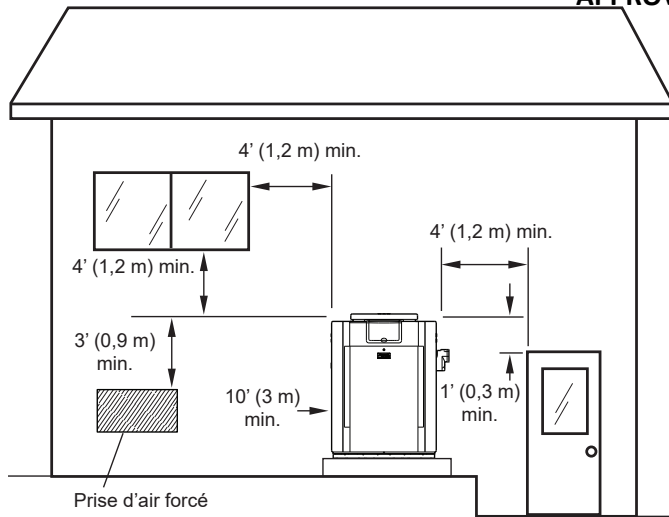 4' (1,2 m) min.
4' (1,2 m) min.
4' (1,2 m) min.
3' (0,9 m)
min.
10' (3 m)
min.
1' (0,3 m)
min.
Prise d'air forcé